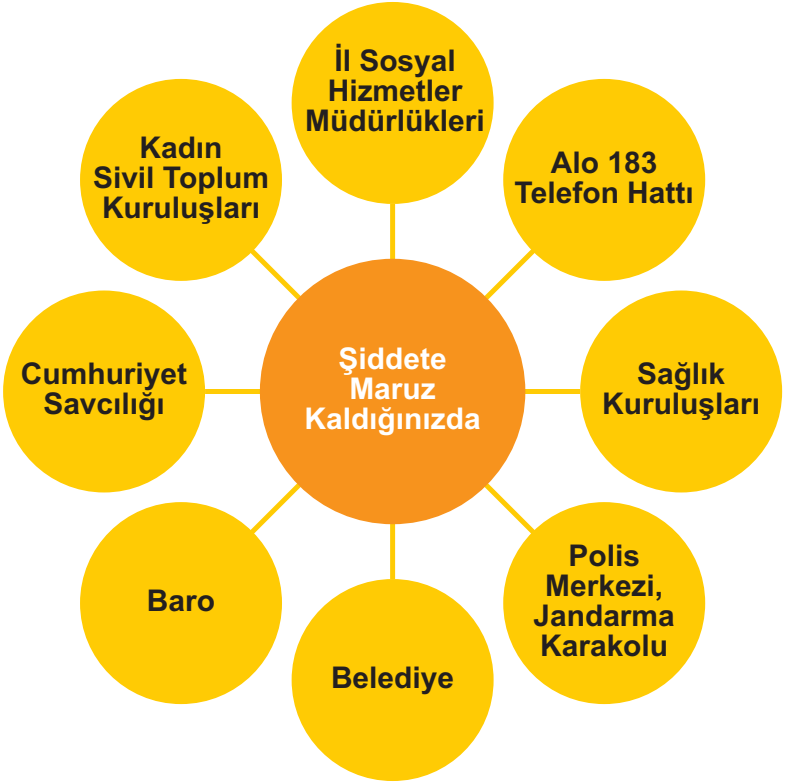 İl Sosyal
Hizmetler
Müdürlükleri
Alo 183
Telefon Hattı
Sağlık
Kuruluşları
Polis
Merkezi,
Jandarma
Karakolu
Belediye
Baro
Cumhuriyet
Savcılığı
Kadın
Sivil Toplum
Kuruluşları
Şiddete
Maruz
Kaldığınızda